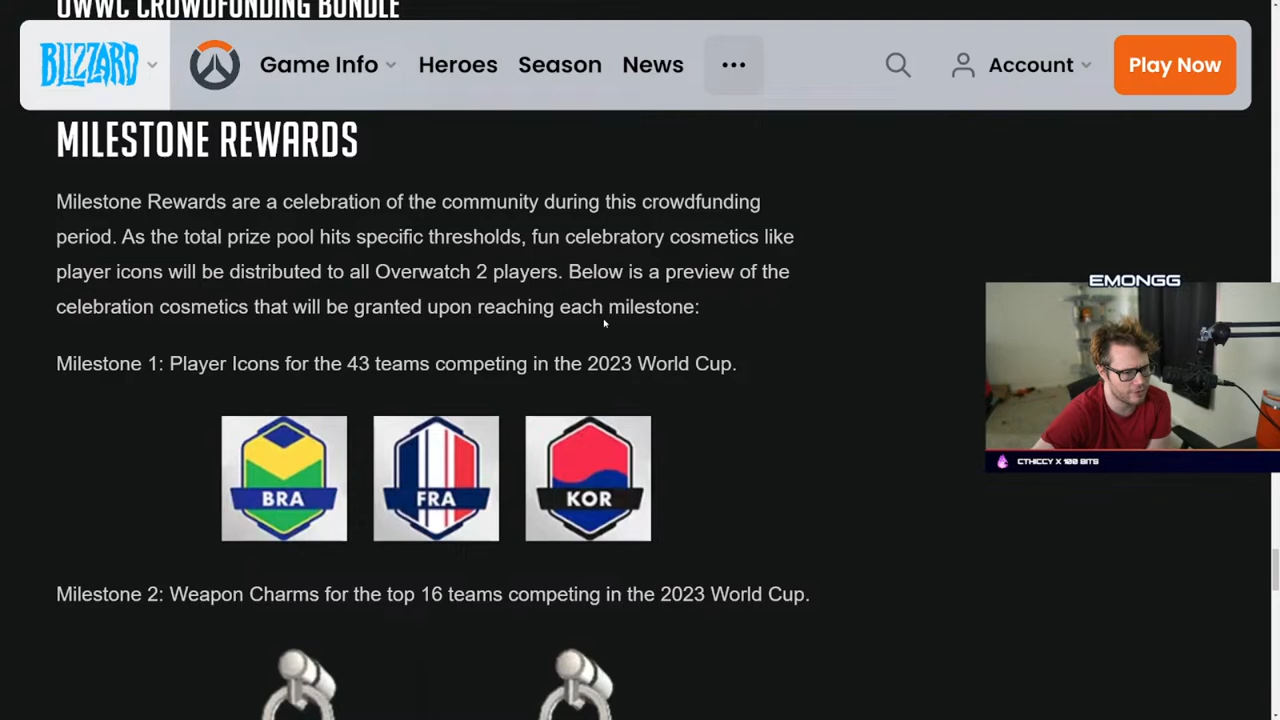 OWWC CROWDFUNDING BUNDLE
BLIZZARD
Game Info
Heroes
Season
News
Account
Play Now
MILESTONE REWARDS
Milestone Rewards are a celebration of the community during this crowdfunding
period. As the total prize pool hits specific thresholds, fun celebratory cosmetics like
player icons will be distributed to all Overwatch 2 players. Below is a preview of the
celebration cosmetics that will be granted upon reaching each milestone:
EMONGG
CTHICCY X 100 BITS
Milestone 1: Player Icons for the 43 teams competing in the 2023 World Cup.
BRA
FRA
KOR
Milestone 2: Weapon Charms for the top 16 teams competing in the 2023 World Cup.